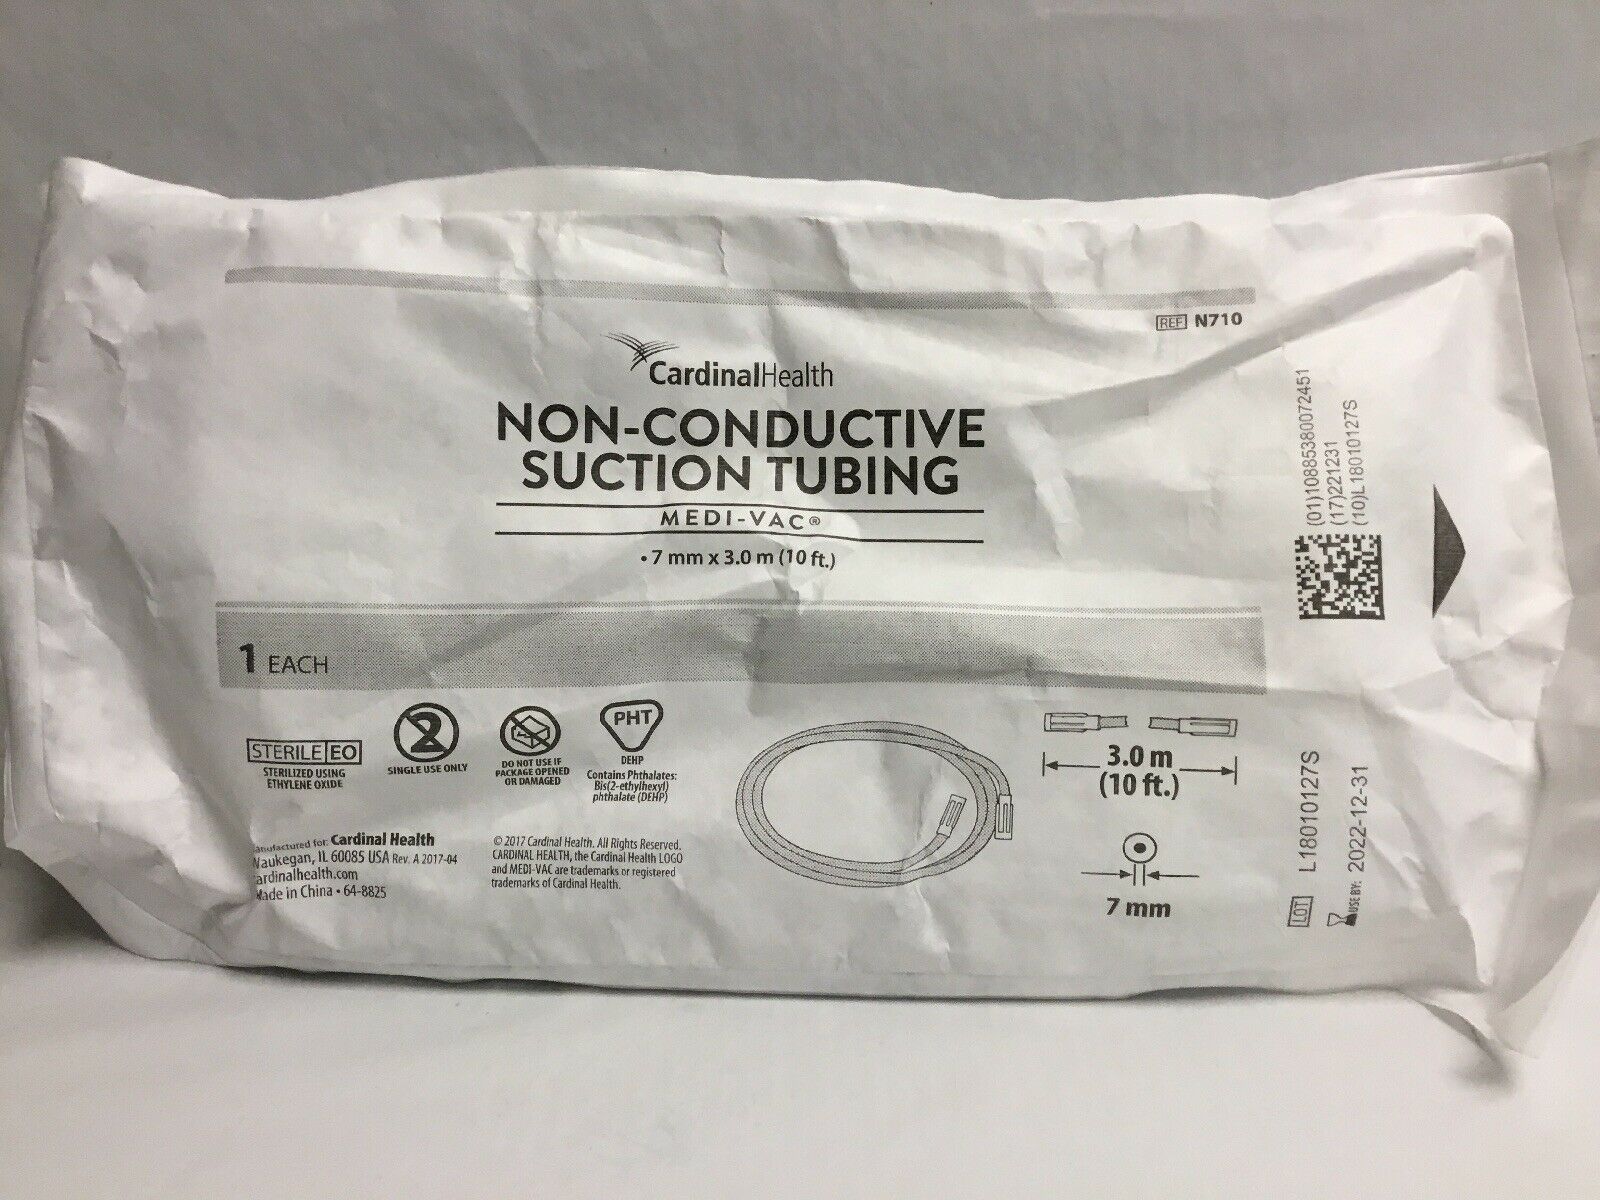 REF N710
CardinalHealth
NON-CONDUCTIVE
SUCTION TUBING
MEDI-VAC®
• 7 mm x 3.0 m (10 ft.)
1 EACH
STERILE EO
STERILIZED USING
ETHYLENE OXIDE
2
SINGLE USE ONLY
DO NOT USE IF
PACKAGE OPENED
OR DAMAGED
PHT
DEHP
Contains Phthalates:
Bis(2-ethylhexyl)
phthalate (DEHP)
3.0 m
(10 ft.)
7 mm
anufactured for: Cardinal Health
Waukegan, IL 60085 USA Rev. A 2017-04
ardinalhealth.com
Made in China • 64-8825
© 2017 Cardinal Health. All Rights Reserved.
CARDINAL HEALTH, the Cardinal Health LOGO
and MEDI-VAC are trademarks or registered
trademarks of Cardinal Health.
(01)10885380072451
(17)221231
(10)L18010127S
LOT L18010127S
USE BY: 2022-12-31